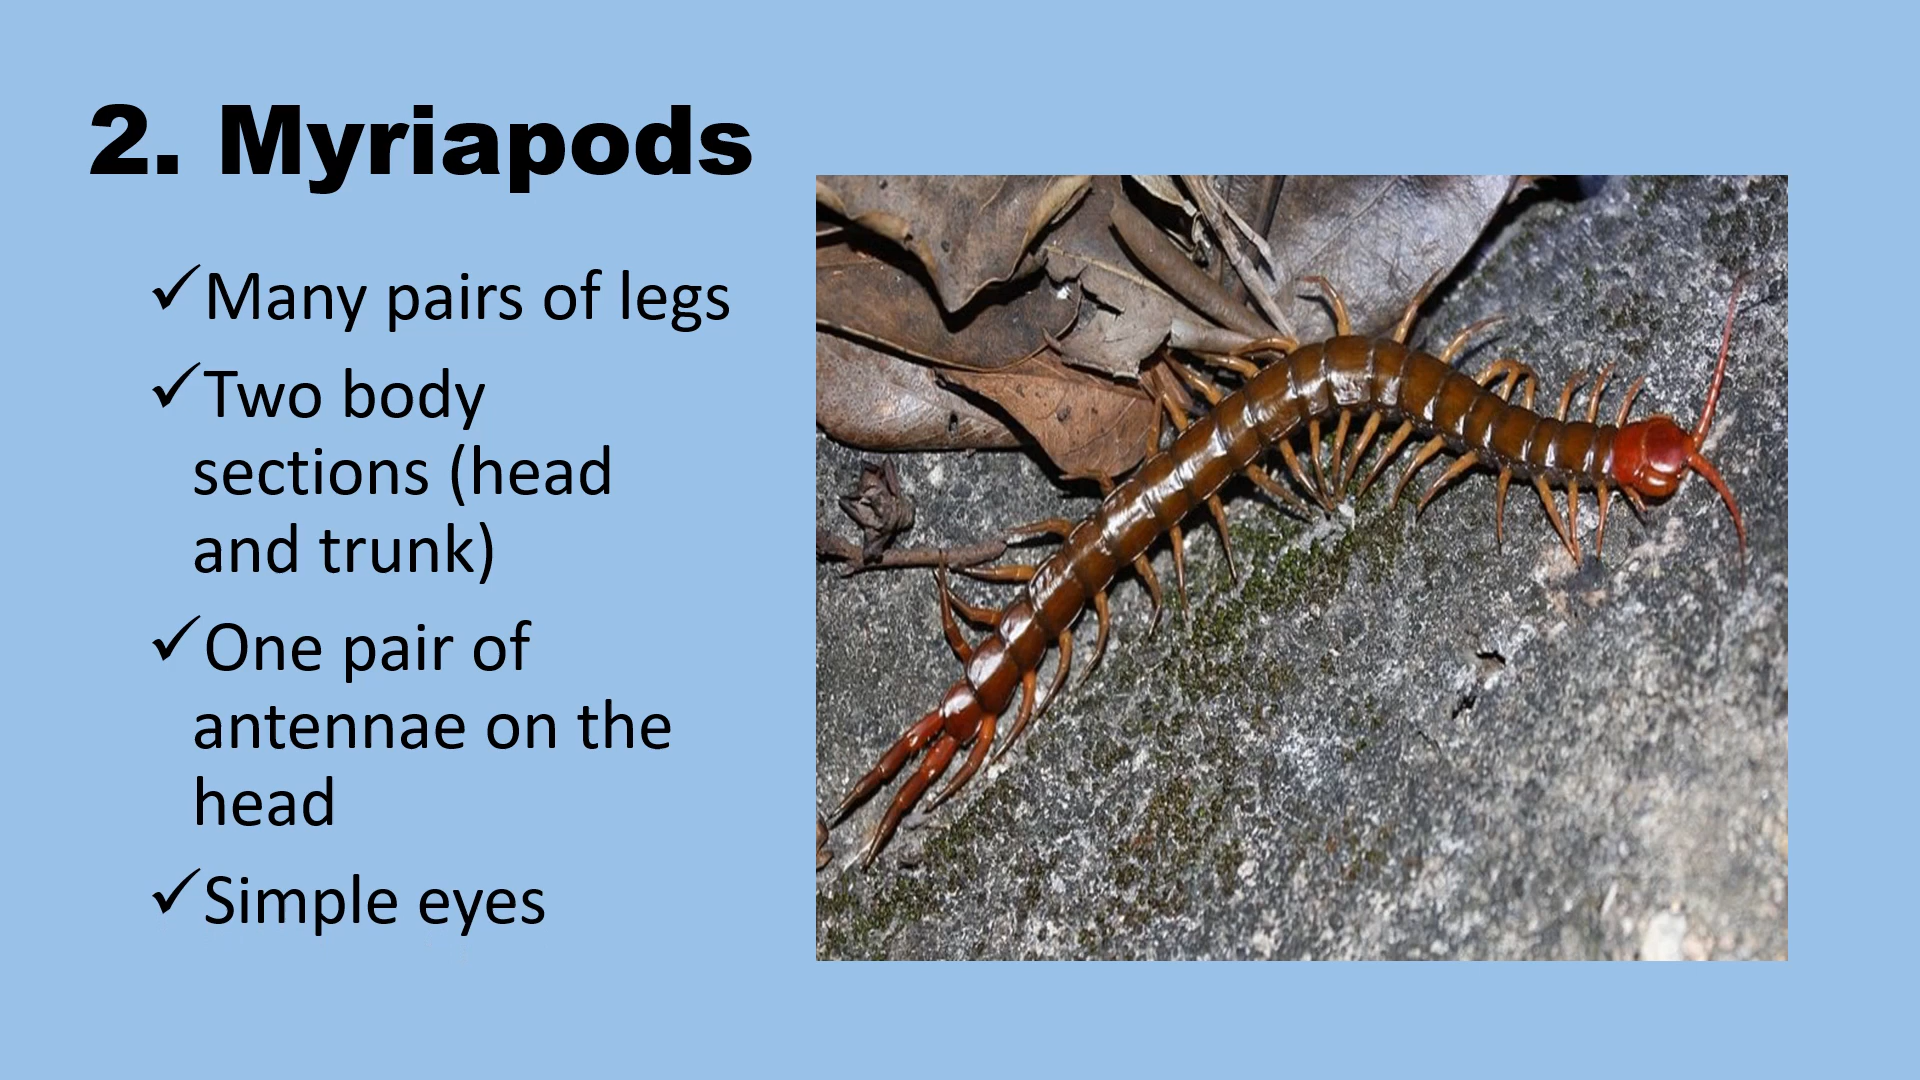 2. Myriapods
✓Many pairs of legs
✓Two body
sections (head
and trunk)
✓One pair of
antennae on the
head
✓Simple eyes